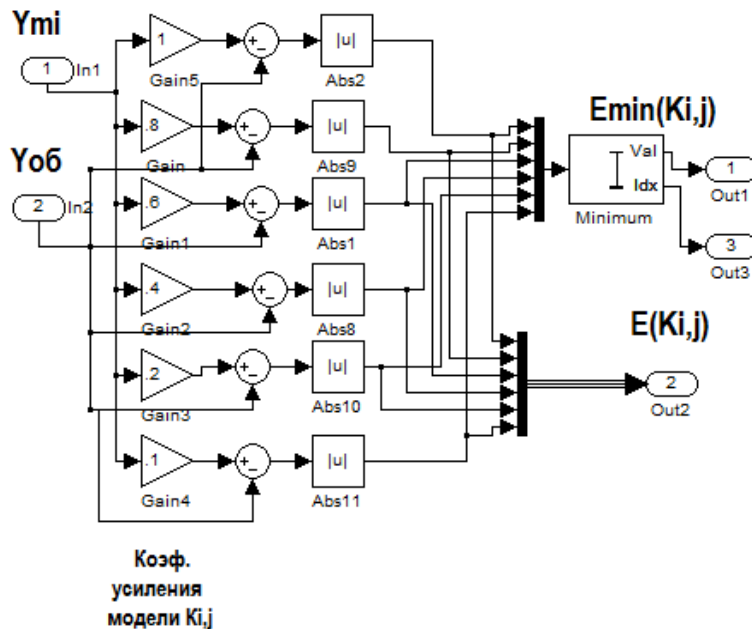 Ymi
1
In1
1
Gain5
+
−
|u|
Abs2
Yоб
2
In2
.8
Gain
+
−
|u|
Abs9
.6
Gain1
+
−
|u|
Abs1
.4
Gain2
+
−
|u|
Abs8
.2
Gain3
+
−
|u|
Abs10
.1
Gain4
+
−
|u|
Abs11
Emin(Ki,j)
Val
Idx
Minimum
1
Out1
3
Out3
E(Ki,j)
2
Out2
Коэф.
усиления
модели Ki,j